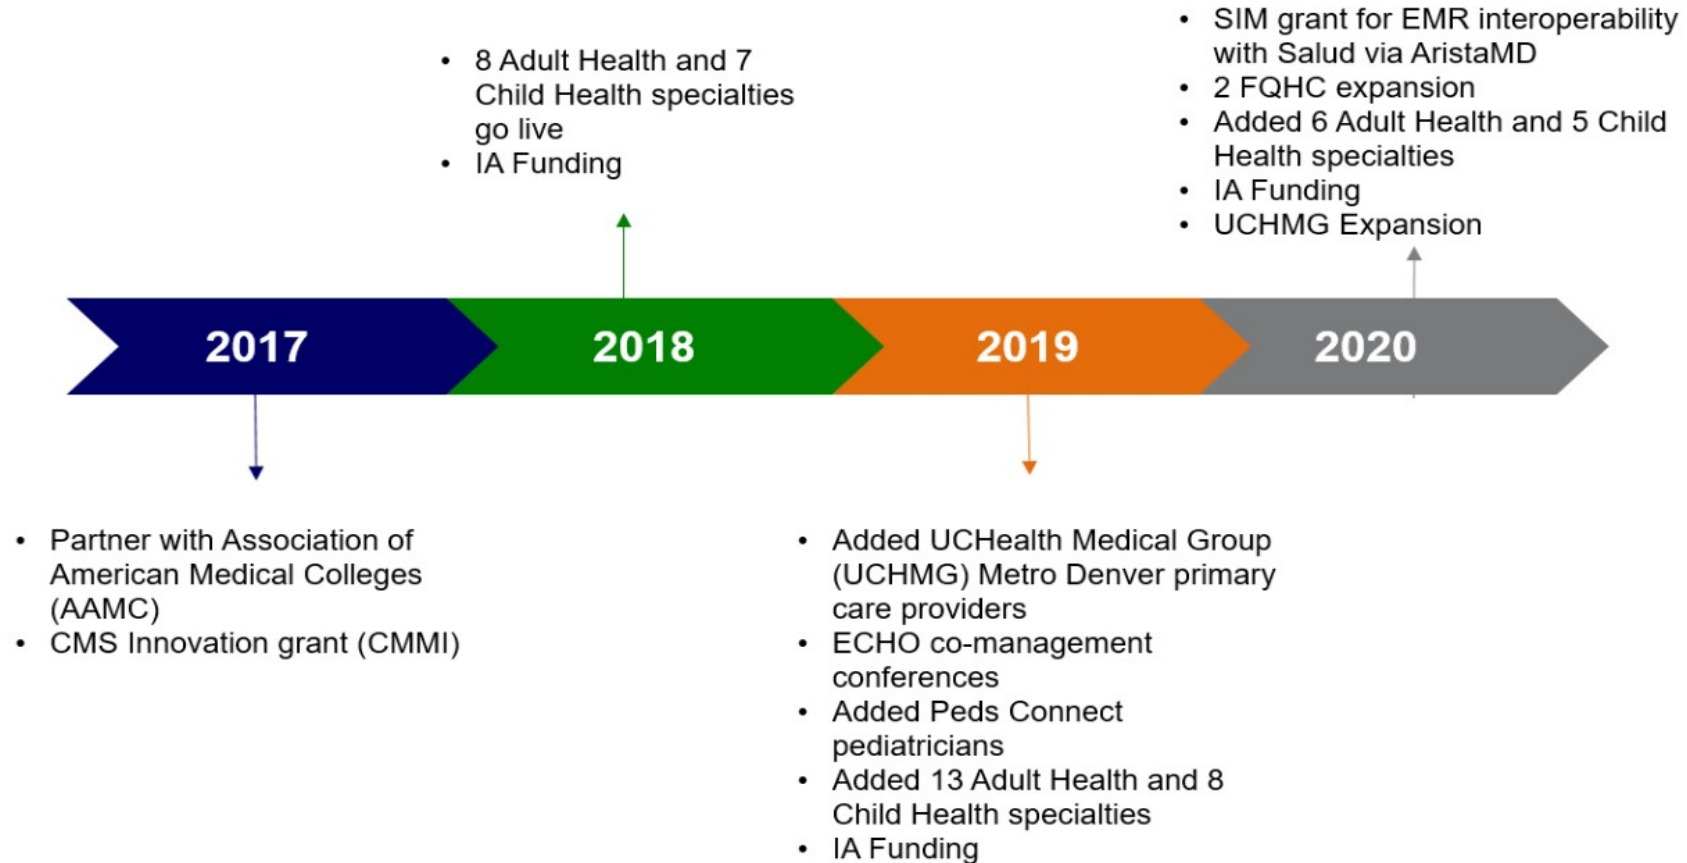 • SIM grant for EMR interoperability
with Salud via AristaMD
• 2 FQHC expansion
• Added 6 Adult Health and 5 Child
Health specialties
• IA Funding
• UCHMG Expansion
• 8 Adult Health and 7
Child Health specialties
go live
• IA Funding
2017
2018
2019
2020
• Partner with Association of
American Medical Colleges
(AAMC)
• CMS Innovation grant (CMMI)
• Added UCHealth Medical Group
(UCHMG) Metro Denver primary
care providers
• ECHO co-management
conferences
• Added Peds Connect
pediatricians
• Added 13 Adult Health and 8
Child Health specialties
• IA Funding